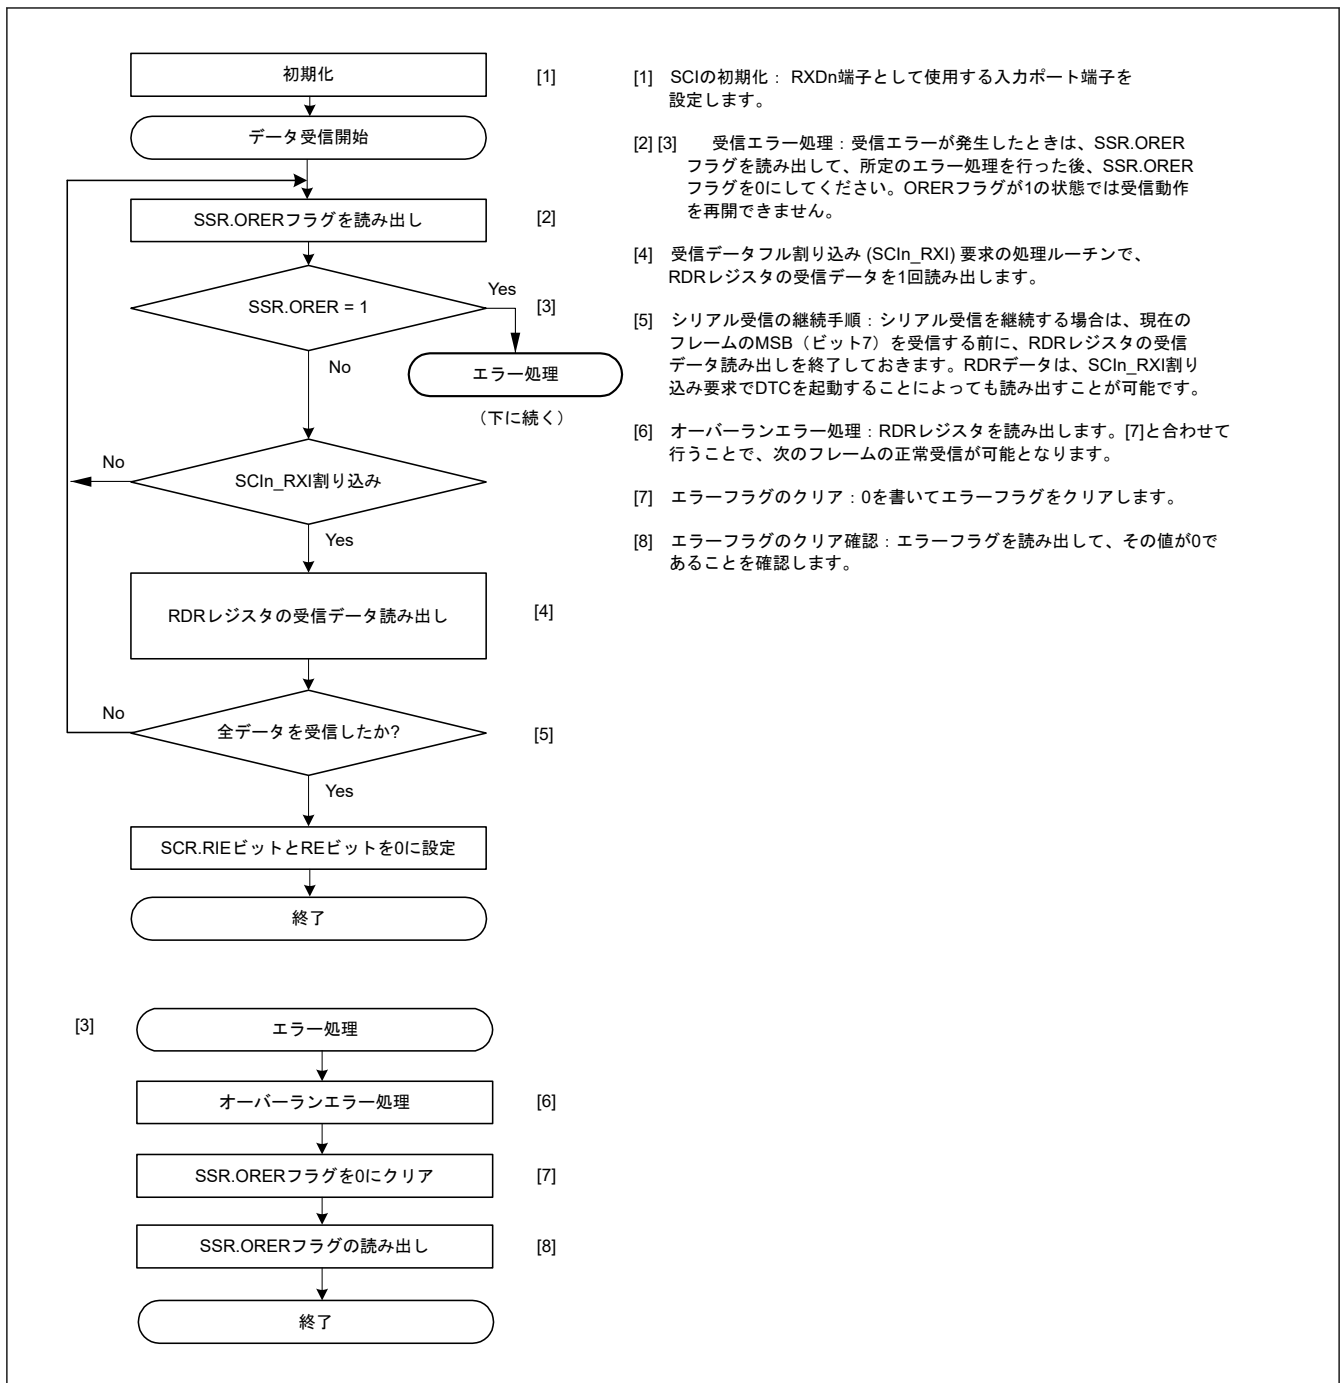 初期化
[1]
データ受信開始
SSR.ORERフラグを読み出し
[2]
SSR.ORER = 1
Yes
[3]
No
エラー処理
（下に続く）
No
SCIn_RXI割り込み
Yes
RDRレジスタの受信データ読み出し
[4]
No
全データを受信したか?
[5]
Yes
SCR.RIEビットとREビットを0に設定
終了
[1] SCIの初期化： RXDn端子として使用する入力ポート端子を
設定します。
[2] [3] 受信エラー処理：受信エラーが発生したときは、SSR.ORER
フラグを読み出して、所定のエラー処理を行った後、SSR.ORER
フラグを0にしてください。ORERフラグが1の状態では受信動作
を再開できません。
[4] 受信データフル割り込み (SCIn_RXI) 要求の処理ルーチンで、
RDRレジスタの受信データを1回読み出します。
[5] シリアル受信の継続手順：シリアル受信を継続する場合は、現在の
フレームのMSB（ビット7）を受信する前に、RDRレジスタの受信
データ読み出しを終了しておきます。RDRデータは、SCIn_RXI割り
込み要求でDTCを起動することによっても読み出すことが可能です。
[6] オーバーランエラー処理：RDRレジスタを読み出します。[7]と合わせて
行うことで、次のフレームの正常受信が可能となります。
[7] エラーフラグのクリア：0を書いてエラーフラグをクリアします。
[8] エラーフラグのクリア確認：エラーフラグを読み出して、その値が0で
あることを確認します。
[3]
エラー処理
オーバーランエラー処理
[6]
SSR.ORERフラグを0にクリア
[7]
SSR.ORERフラグの読み出し
[8]
終了